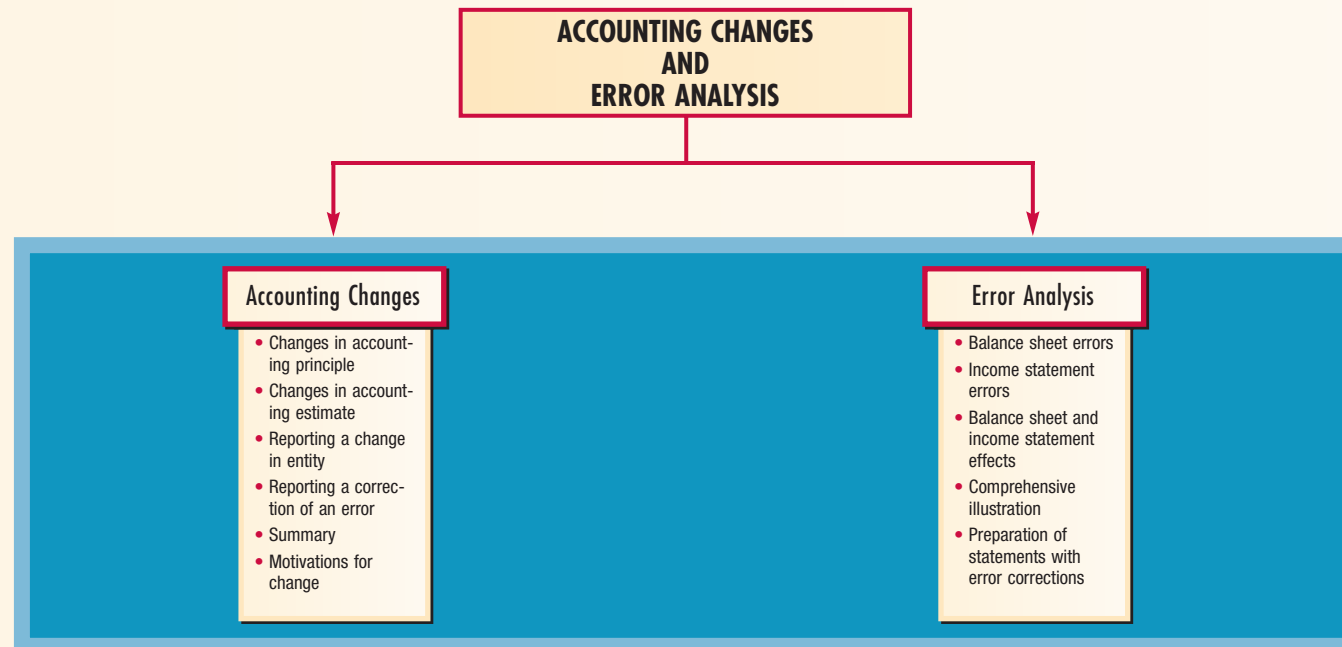 ACCOUNTING CHANGES
AND
ERROR ANALYSIS
Accounting Changes
• Changes in account-
ing principle
• Changes in account-
ing estimate
• Reporting a change
in entity
• Reporting a correc-
tion of an error
• Summary
• Motivations for
change
Error Analysis
• Balance sheet errors
• Income statement
errors
• Balance sheet and
income statement
effects
• Comprehensive
illustration
• Preparation of
statements with
error corrections